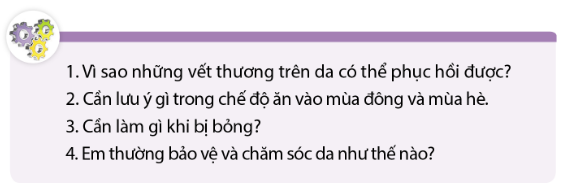 1. Vì sao những vết thương trên da có thể phục hồi được?
2. Cần lưu ý gì trong chế độ ăn vào mùa đông và mùa hè.
3. Cần làm gì khi bị bỏng?
4. Em thường bảo vệ và chăm sóc da như thế nào?